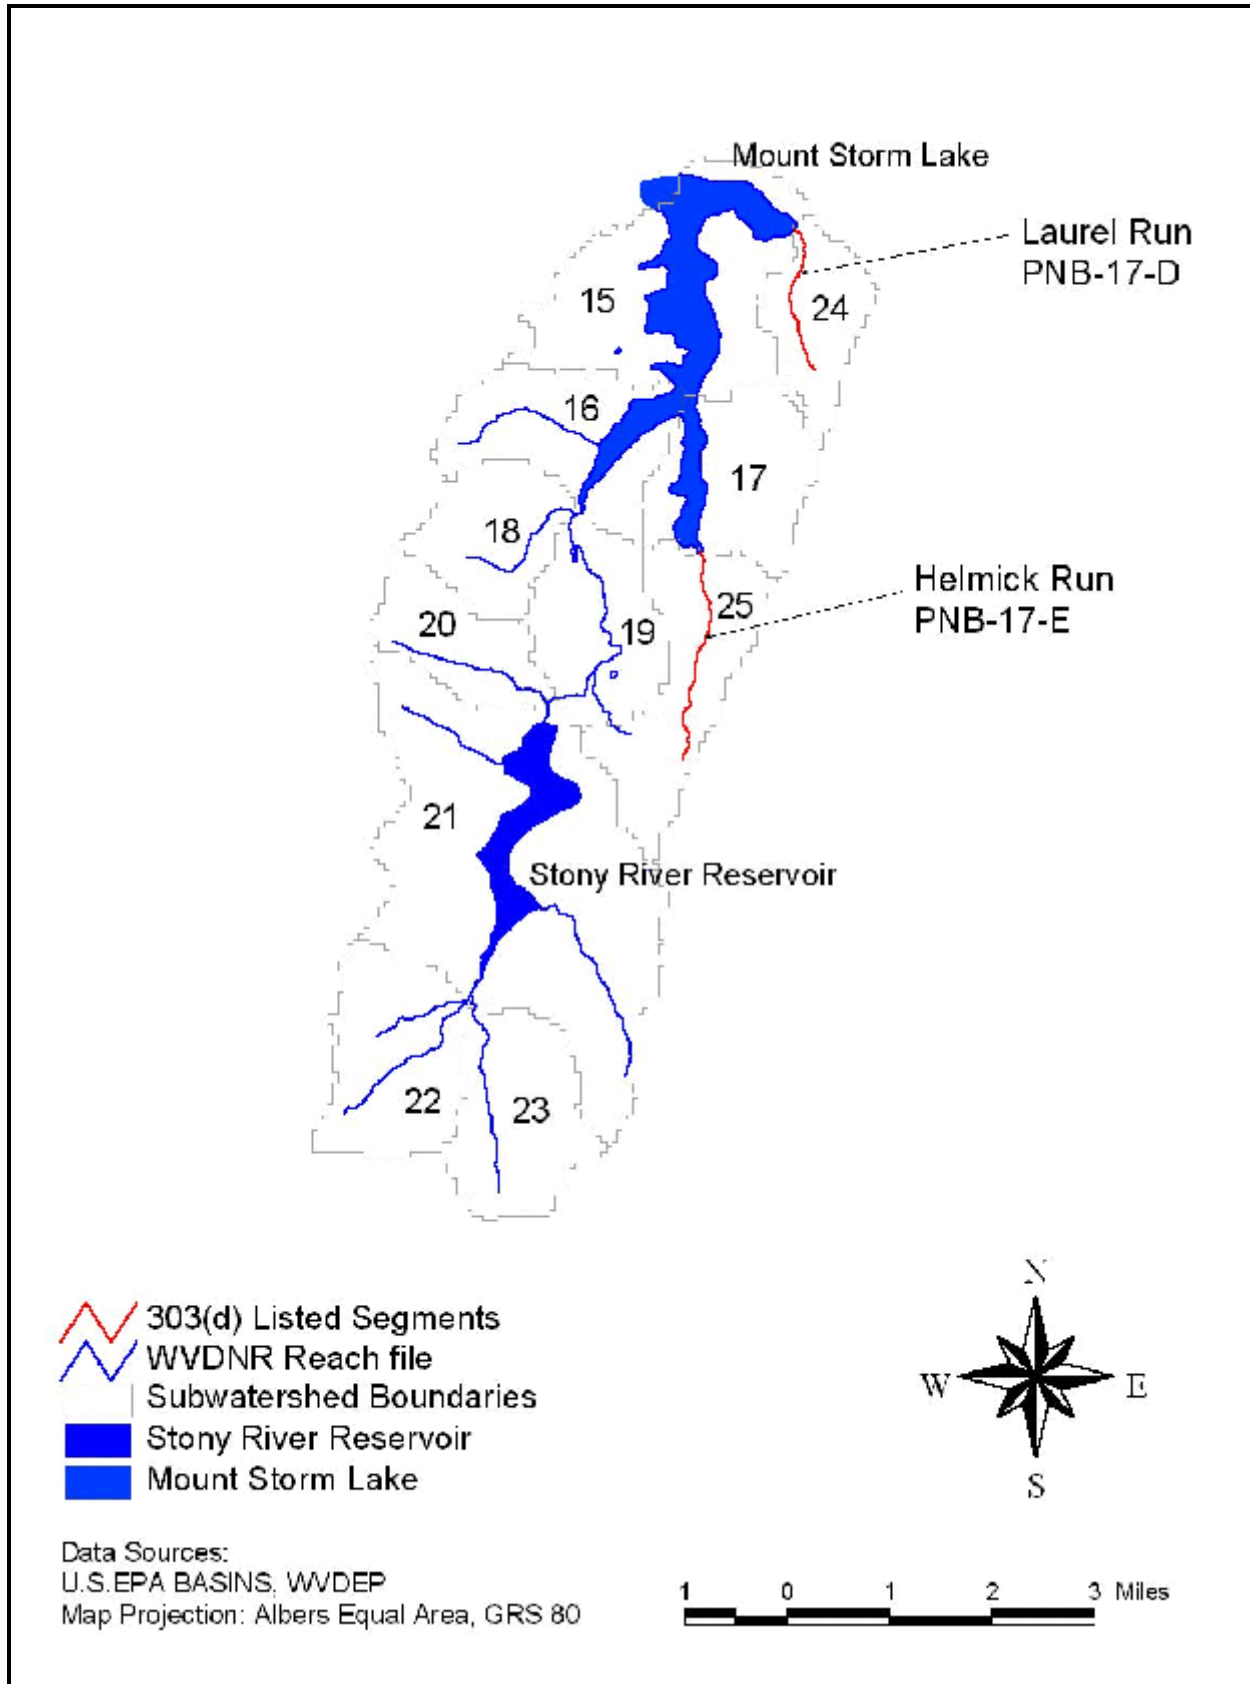 Mount Storm Lake
Laurel Run
PNB-17-D
24
15
16
17
18
Helmick Run
PNB-17-E
25
19
20
21
Stony River Reservoir
22
23
303(d) Listed Segments
WVDNR Reach file
Subwatershed Boundaries
Stony River Reservoir
Mount Storm Lake
N
W
E
S
Data Sources:
U.S.EPA BASINS, WVDEP
Map Projection: Albers Equal Area, GRS 80
1 0 1 2 3 Miles